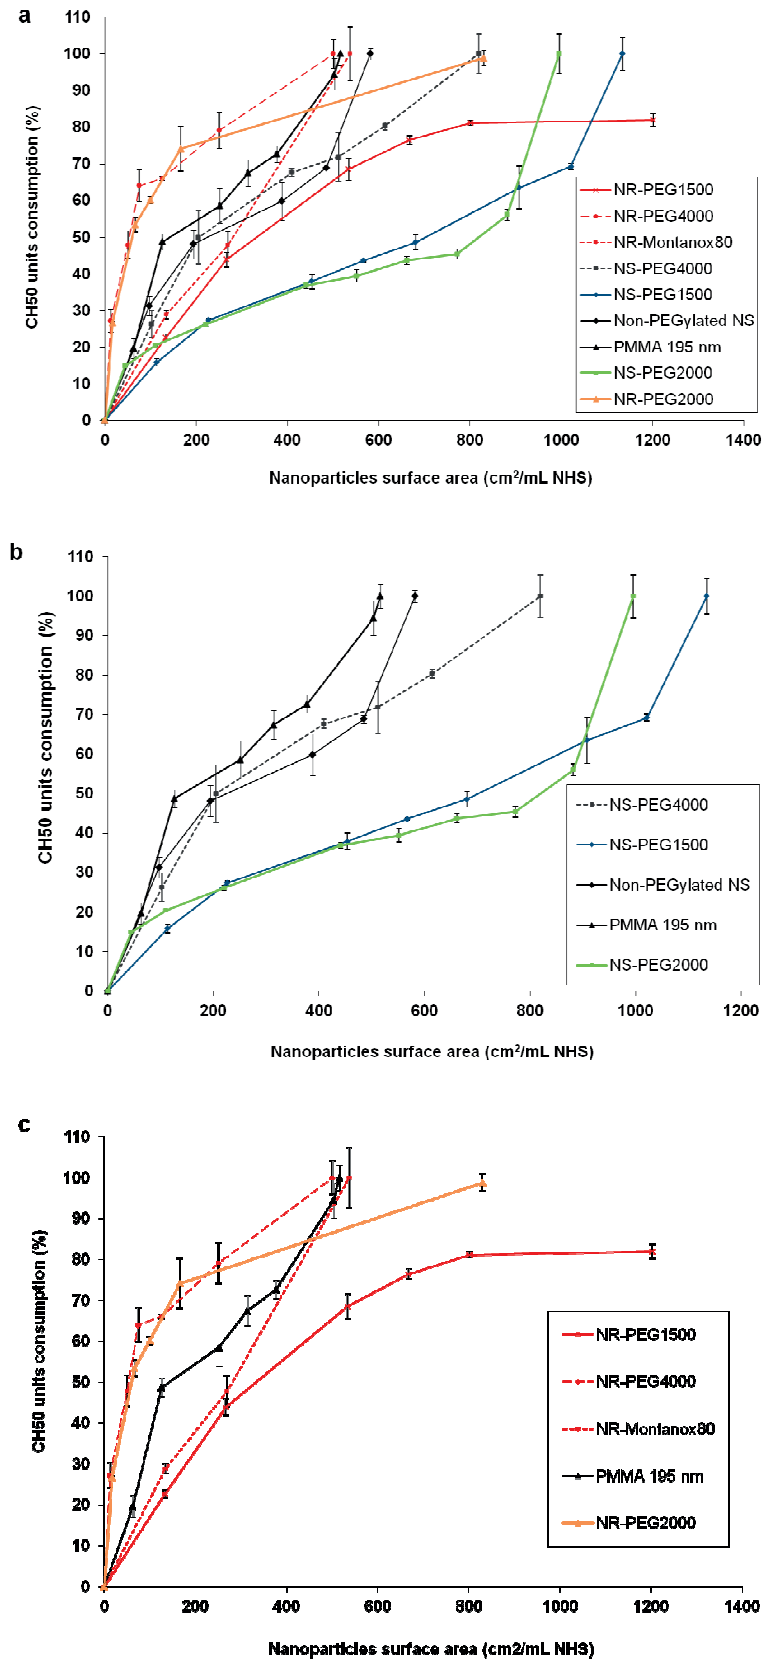 a
110
100
90
80
70
60
50
40
30
20
10
0
CH50 units consumption (%)
0 200 400 600 800 1000 1200 1400
Nanoparticles surface area (cm²/mL NHS)
NR-PEG1500
NR-PEG4000
NR-Montanox80
NS-PEG4000
NS-PEG1500
Non-PEGylated NS
PMMA 195 nm
NS-PEG2000
NR-PEG2000
b
110
100
90
80
70
60
50
40
30
20
10
0
CH50 units consumption (%)
0 200 400 600 800 1000 1200
Nanoparticles surface area (cm²/mL NHS)
NS-PEG4000
NS-PEG1500
Non-PEGylated NS
PMMA 195 nm
NS-PEG2000
c
110
100
90
80
70
60
50
40
30
20
10
0
CH50 units consumption (%)
0 200 400 600 800 1000 1200 1400
Nanoparticles surface area (cm2/mL NHS)
NR-PEG1500
NR-PEG4000
NR-Montanox80
PMMA 195 nm
NR-PEG2000